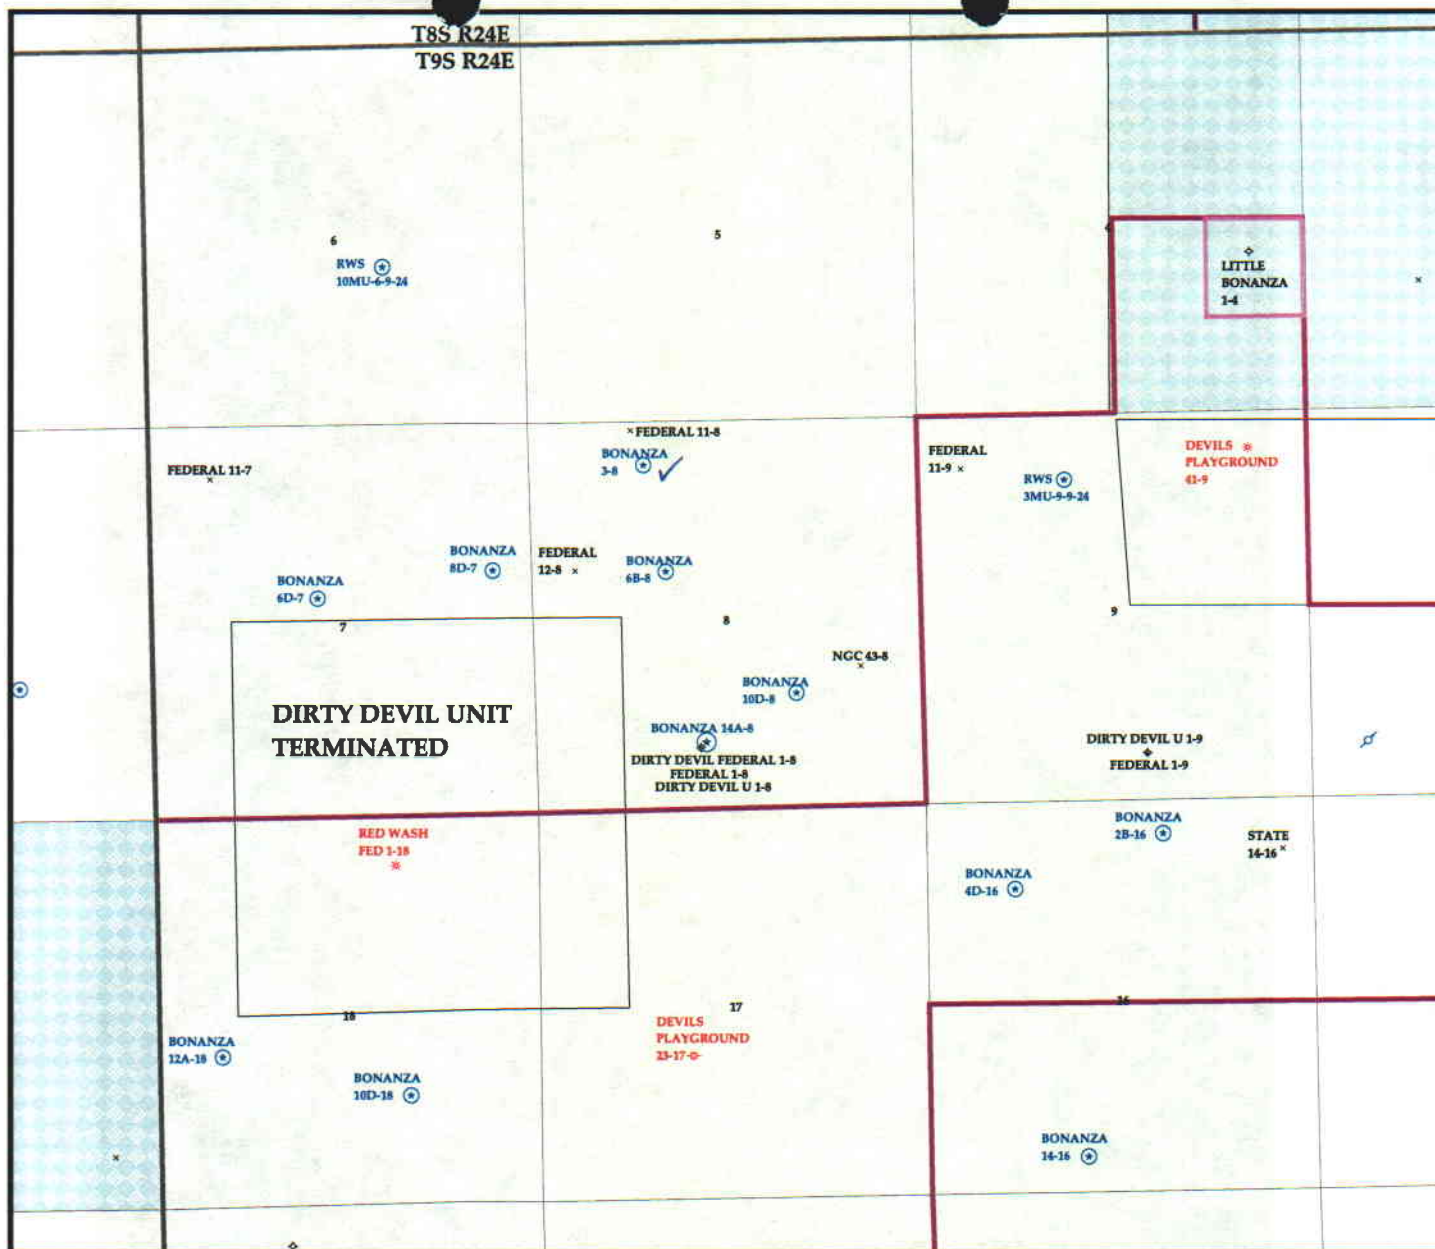 T8S R24E
T9S R24E
6
5
4
RWS
10MU-6-9-24
LITTLE
BONANZA
1-4
FEDERAL 11-8
BONANZA
3-8
FEDERAL 11-7
FEDERAL
11-9
RWS
3MU-9-9-24
DEVILS
PLAYGROUND
41-9
BONANZA
8D-7
FEDERAL
12-8
BONANZA
6B-8
BONANZA
6D-7
7
8
9
NGC 43-8
BONANZA
10D-8
DIRTY DEVIL UNIT
TERMINATED
BONANZA 14A-8
DIRTY DEVIL FEDERAL 1-8
FEDERAL 1-8
DIRTY DEVIL U 1-8
DIRTY DEVIL U 1-9
FEDERAL 1-9
RED WASH
FED 1-18
BONANZA
2B-16
STATE
14-16
BONANZA
4D-16
18
17
16
DEVILS
PLAYGROUND
23-17
BONANZA
12A-18
BONANZA
10D-18
BONANZA
14-16